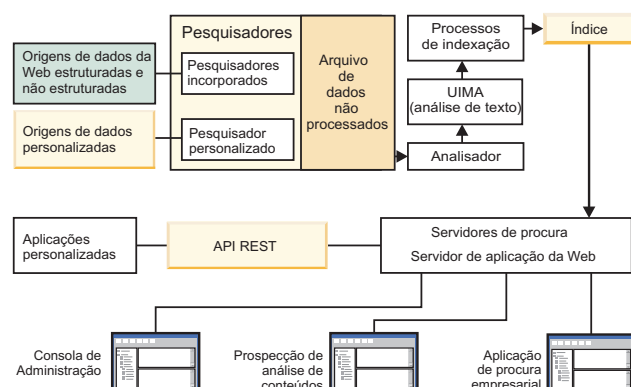 Origens de dados da
Web estruturadas e
não estruturadas
Origens de dados
personalizadas
Pesquisadores
Pesquisadores
incorporados
Pesquisador
personalizado
Arquivo
de
dados
não
processados
Processos
de indexação
UIMA
(análise de texto)
Analisador
Índice
Aplicações
personalizadas
API REST
Servidores de procura
Servidor de aplicação da Web
Consola de
Administração
Prospecção de
análise de
conteúdos
Aplicação
de procura
empresarial